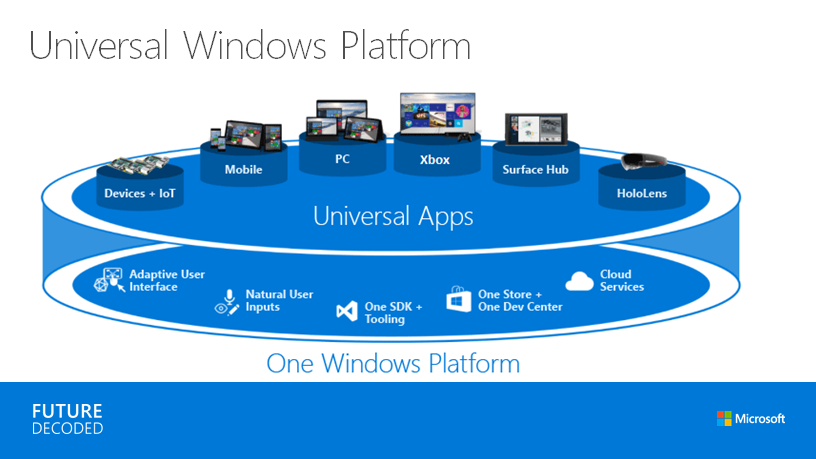 Universal Windows Platform
Devices + IoT
Mobile
PC
Xbox
Surface Hub
HoloLens
Universal Apps
Adaptive User
Interface
Natural User
Inputs
One SDK +
Tooling
One Store +
One Dev Center
Cloud
Services
One Windows Platform
FUTURE
DECODED
Microsoft